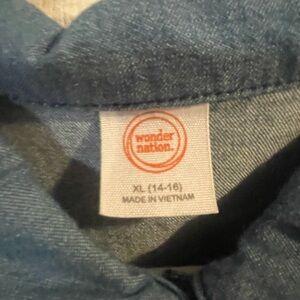 wonder
nation.
XL (14-16)
MADE IN VIETNAM